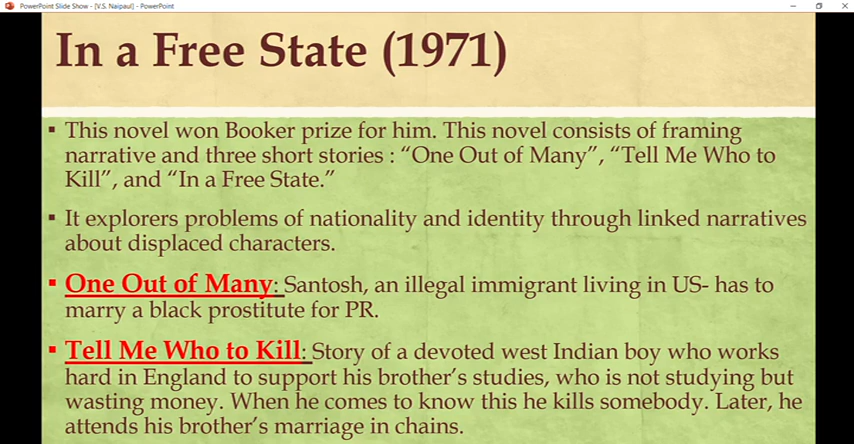 PowerPoint Slide Show - [V.S. Naipaul] - PowerPoint
In a Free State (1971)
▪ This novel won Booker prize for him. This novel consists of framing
narrative and three short stories : “One Out of Many”, “Tell Me Who to
Kill”, and “In a Free State.”
▪ It explorers problems of nationality and identity through linked narratives
about displaced characters.
▪ One Out of Many: Santosh, an illegal immigrant living in US- has to
marry a black prostitute for PR.
▪ Tell Me Who to Kill: Story of a devoted west Indian boy who works
hard in England to support his brother’s studies, who is not studying but
wasting money. When he comes to know this he kills somebody. Later, he
attends his brother’s marriage in chains.